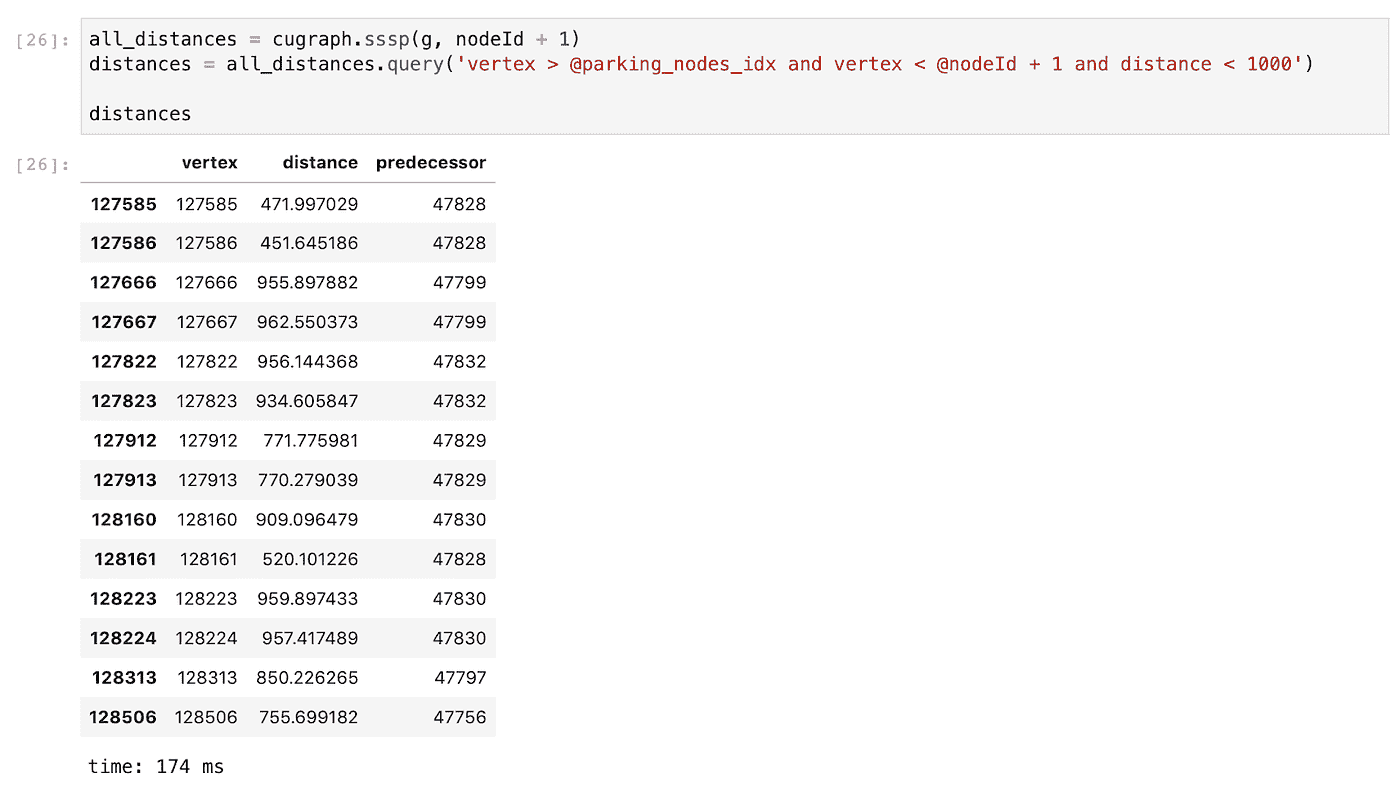 [26]: all_distances = cugraph.sssp(g, nodeId + 1)
distances = all_distances.query('vertex > @parking_nodes_idx and vertex < @nodeId + 1 and distance < 1000')
distances
[26]: vertex distance predecessor
127585 127585 471.997029 47828
127586 127586 451.645186 47828
127666 127666 955.897882 47799
127667 127667 962.550373 47799
127822 127822 956.144368 47832
127823 127823 934.605847 47832
127912 127912 771.775981 47829
127913 127913 770.279039 47829
128160 128160 909.096479 47830
128161 128161 520.101226 47828
128223 128223 959.897433 47830
128224 128224 957.417489 47830
128313 128313 850.226265 47797
128506 128506 755.699182 47756
time: 174 ms